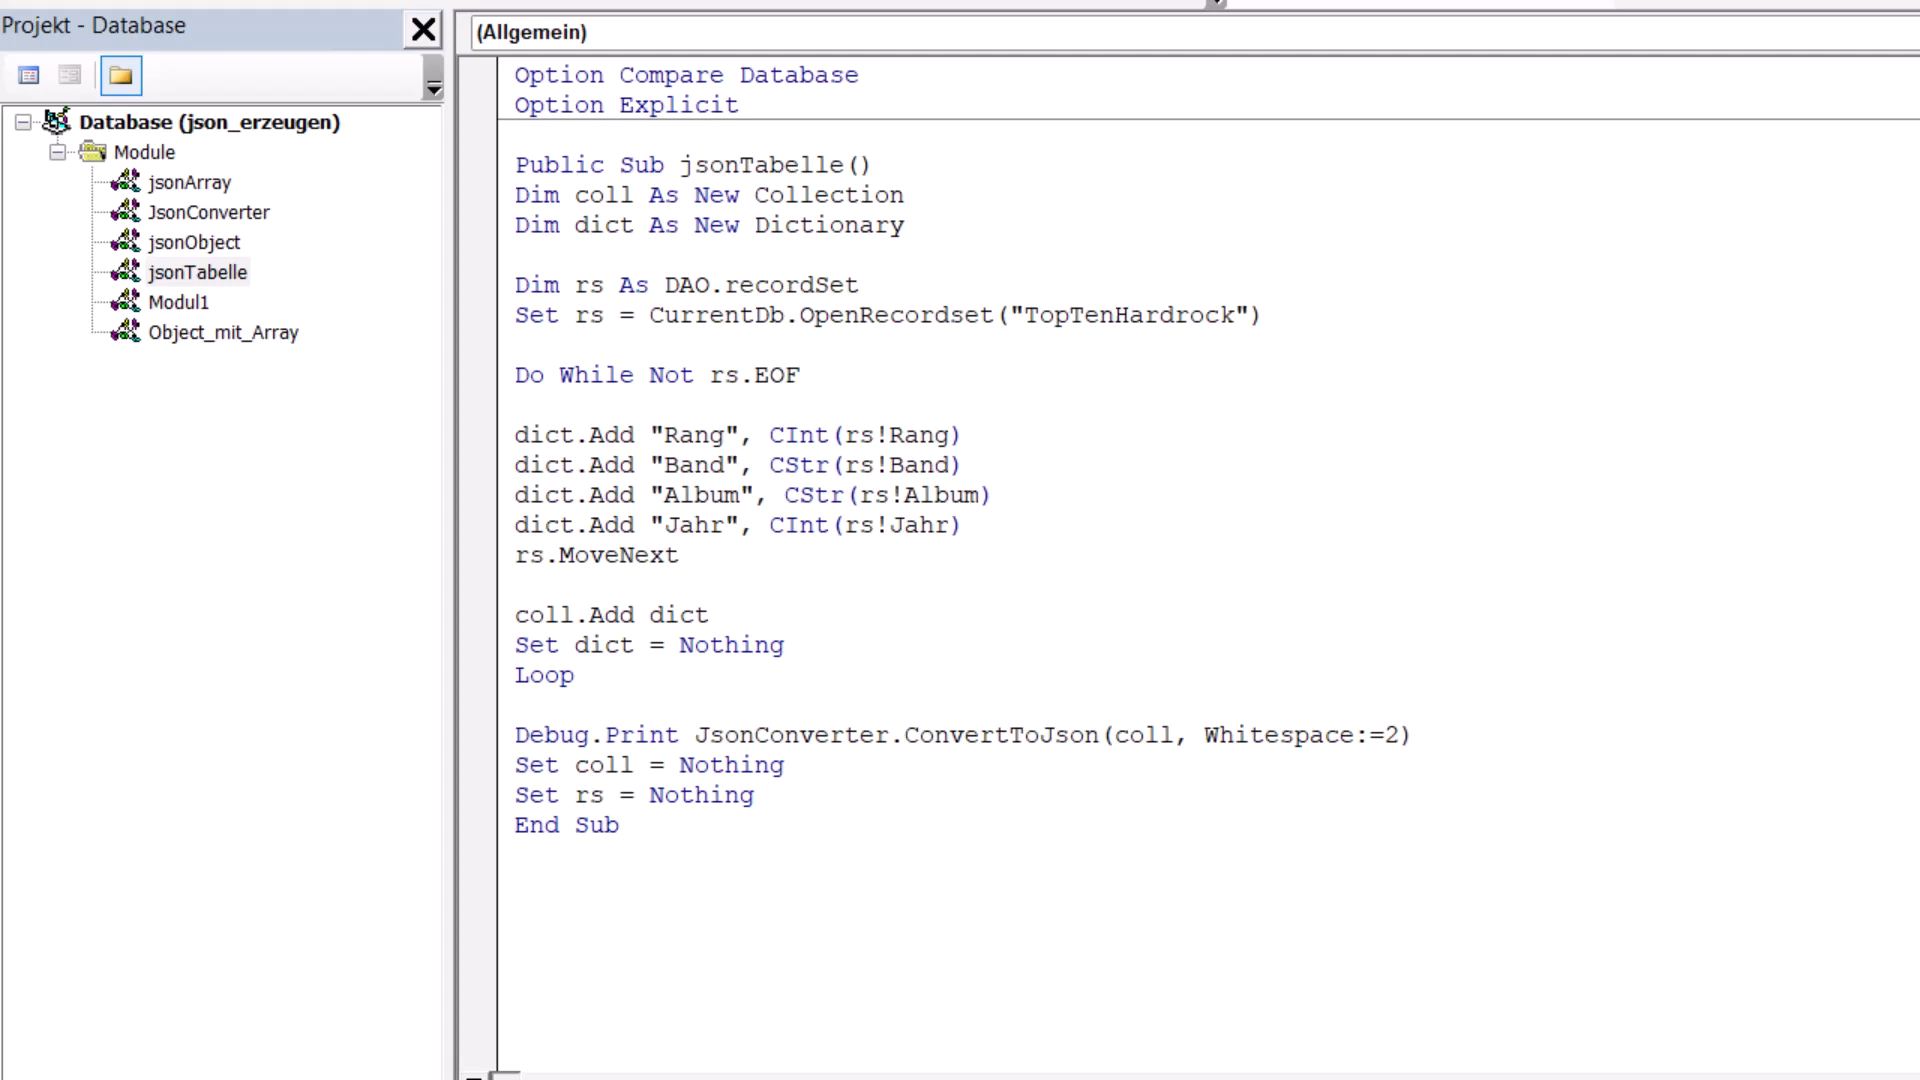 Projekt - Database
Database (json_erzeugen)
Module
jsonArray
JsonConverter
jsonObject
jsonTabelle
Modul1
Object_mit_Array
(Allgemein)
Option Compare Database
Option Explicit
Public Sub jsonTabelle()
Dim coll As New Collection
Dim dict As New Dictionary
Dim rs As DAO.recordSet
Set rs = CurrentDb.OpenRecordset("TopTenHardrock")
Do While Not rs.EOF
dict.Add "Rang", CInt(rs!Rang)
dict.Add "Band", CStr(rs!Band)
dict.Add "Album", CStr(rs!Album)
dict.Add "Jahr", CInt(rs!Jahr)
rs.MoveNext
coll.Add dict
Set dict = Nothing
Loop
Debug.Print JsonConverter.ConvertToJson(coll, Whitespace:=2)
Set coll = Nothing
Set rs = Nothing
End Sub